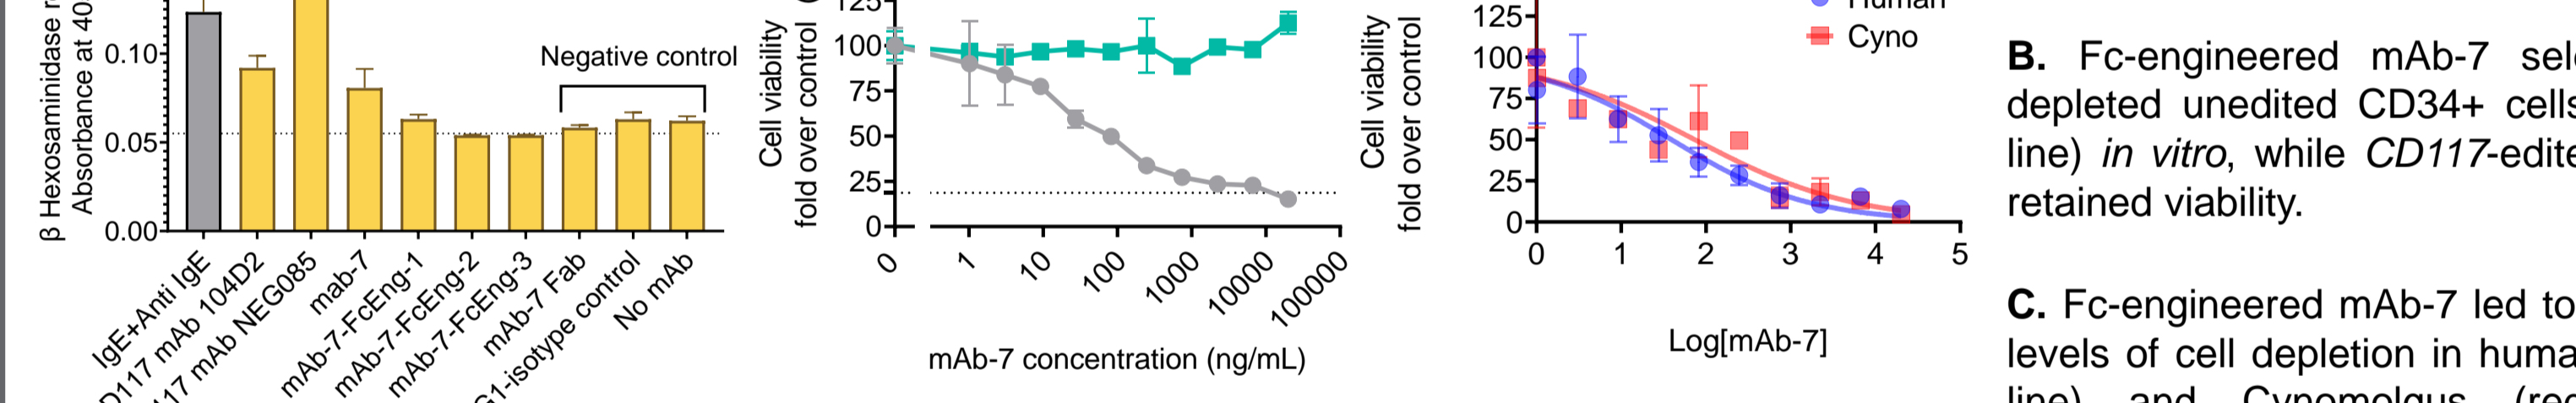 β Hexosaminidase
Absorbance at 40
0.10
0.05
0.00
Negative control
IgE+Anti IgE
mAb 104D2
mAb NEG085
mab-7
mAb-7-FcEng-1
mAb-7-FcEng-2
mAb-7-FcEng-3
mAb-7 Fab
G1-isotype control
No mAb
Cell viability
fold over control
125
100
75
50
25
0
0
1
10
100
1000
10000
100000
mAb-7 concentration (ng/mL)
Cell viability
fold over control
125
100
75
50
25
0
Human
Cyno
0 1 2 3 4 5
Log[mAb-7]
B. Fc-engineered mAb-7
depleted unedited CD34+ cells
line) in vitro, while CD117-edite
retained viability.
C. Fc-engineered mAb-7 led to
levels of cell depletion in huma
line) and Cynomolgus